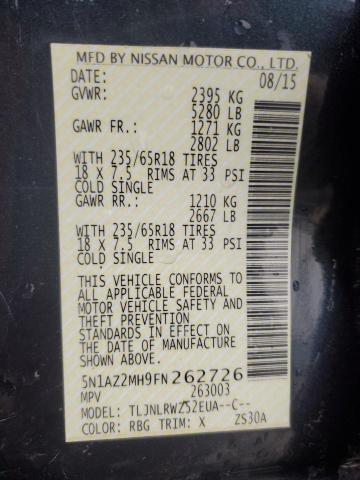 MFD BY NISSAN MOTOR CO., LTD.
DATE: 08/15
GVWR: 2395 KG
5280 LB
GAWR FR.: 1271 KG
2802 LB
WITH 235/65R18 TIRES
18 X 7.5 RIMS AT 33 PSI
COLD SINGLE
GAWR RR.: 1210 KG
2667 LB
WITH 235/65R18 TIRES
18 X 7.5 RIMS AT 33 PSI
COLD SINGLE
THIS VEHICLE CONFORMS TO
ALL APPLICABLE FEDERAL
MOTOR VEHICLE SAFETY AND
THEFT PREVENTION
STANDARDS IN EFFECT ON THE
DATE OF MANUFACTURE
SHOWN ABOVE.
5N1AZ2MH9FN262726
MPV 263003
MODEL: TLJNLRWZ52EUA--C--
COLOR: RBG TRIM: X ZS30A